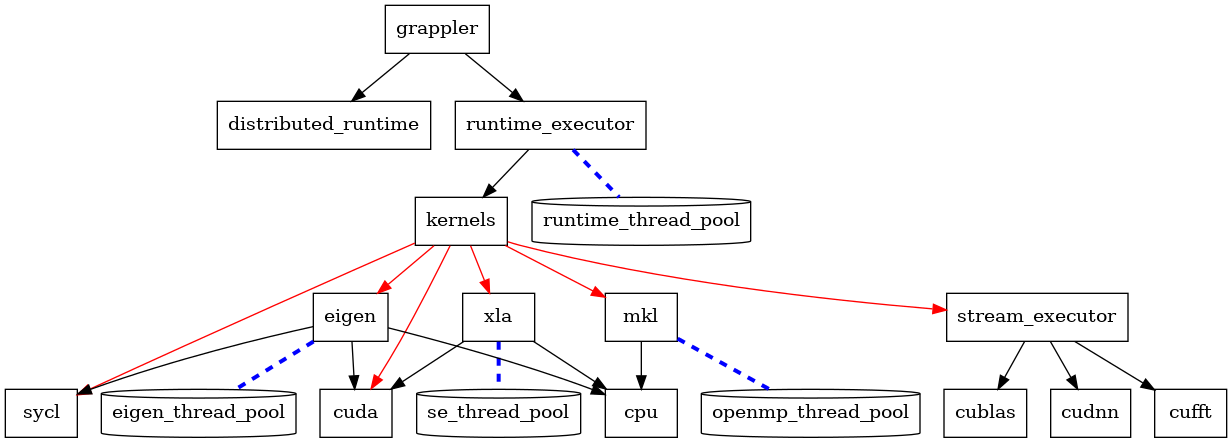 grappler
distributed_runtime
runtime_executor
kernels
runtime_thread_pool
eigen
xla
mkl
stream_executor
sycl
eigen_thread_pool
cuda
se_thread_pool
cpu
openmp_thread_pool
cublas
cudnn
cufft